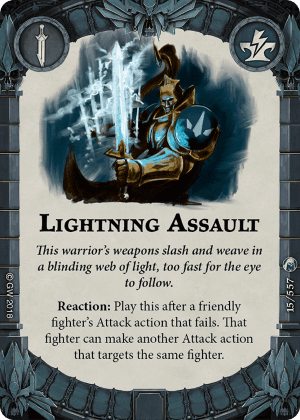 LIGHTNING ASSAULT
This warrior's weapons slash and weave in
a blinding web of light, too fast for the eye
to follow.
Reaction: Play this after a friendly
fighter's Attack action that fails. That
fighter can make another Attack action
that targets the same fighter.
© GW 2018
15/557